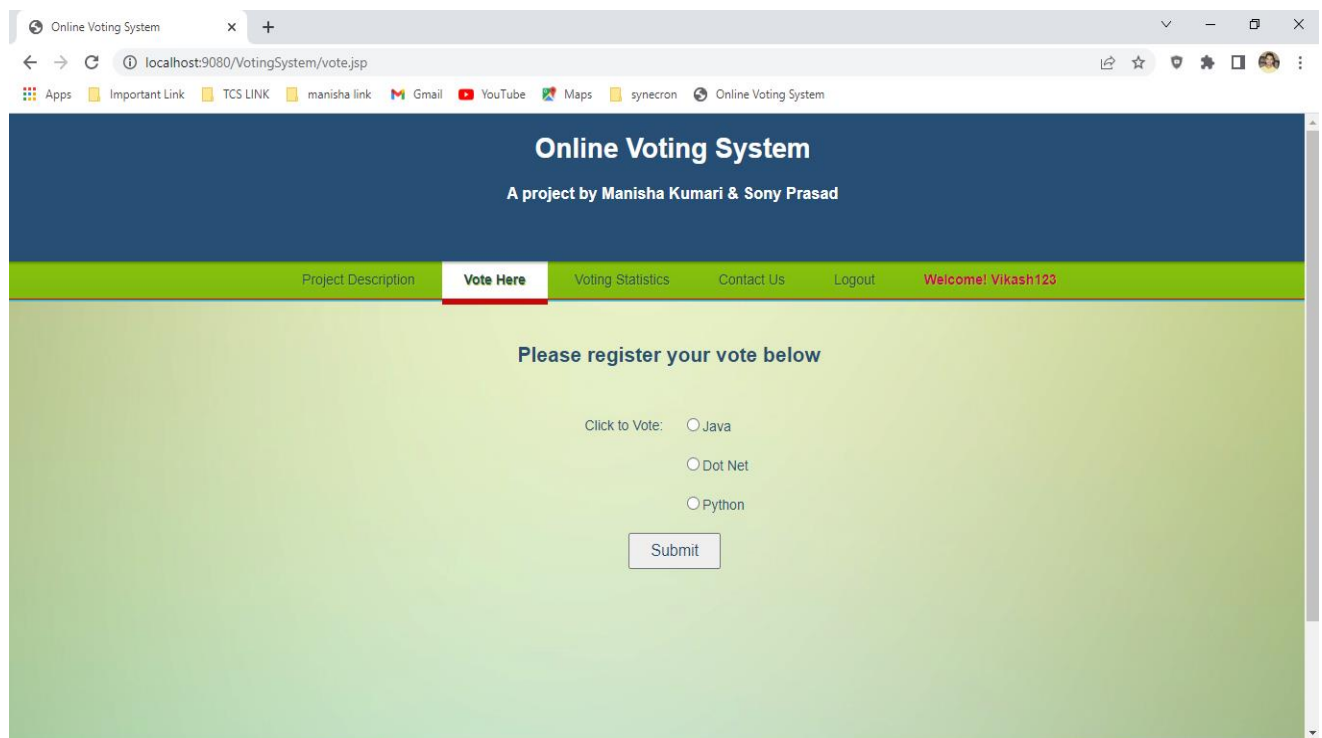 Online Voting System
localhost:9080/VotingSystem/vote.jsp
Apps Important Link TCS LINK manisha link Gmail YouTube Maps synecron Online Voting System
Online Voting System
A project by Manisha Kumari & Sony Prasad
Project Description Vote Here Voting Statistics Contact Us Logout Welcome! Vikash123
Please register your vote below
Click to Vote: Java
Dot Net
Python
Submit